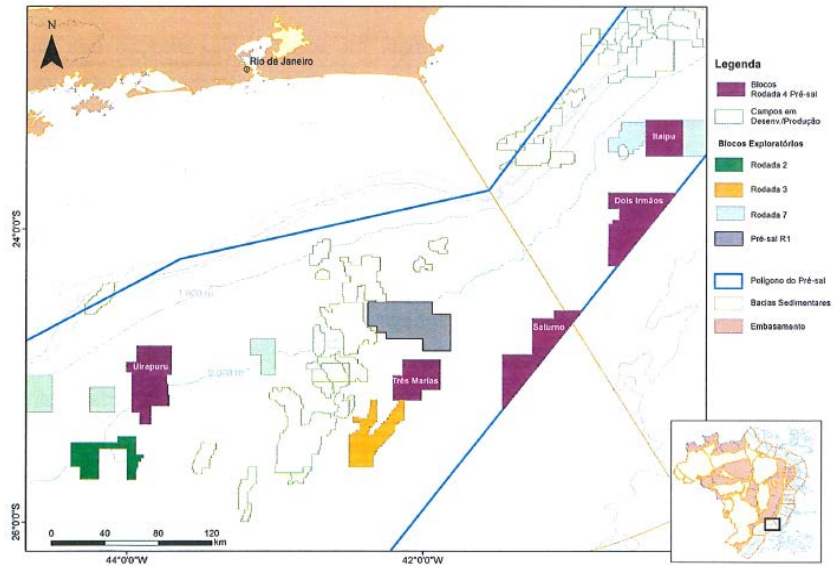 N
Rio de Janeiro
Itaipu
Dois Irmãos
Saturno
Uirapuru
Três Marias
24°0'0"S
26°0'0"S
44°0'0"W
42°0'0"W
0 40 80 120
km
Legenda
Blocos
Rodada 4 Pré-sal
Campos em
Desenv./Produção
Blocos Exploratórios
Rodada 2
Rodada 3
Rodada 7
Pré-sal R1
Polígono do Pré-sal
Bacias Sedimentares
Embasamento